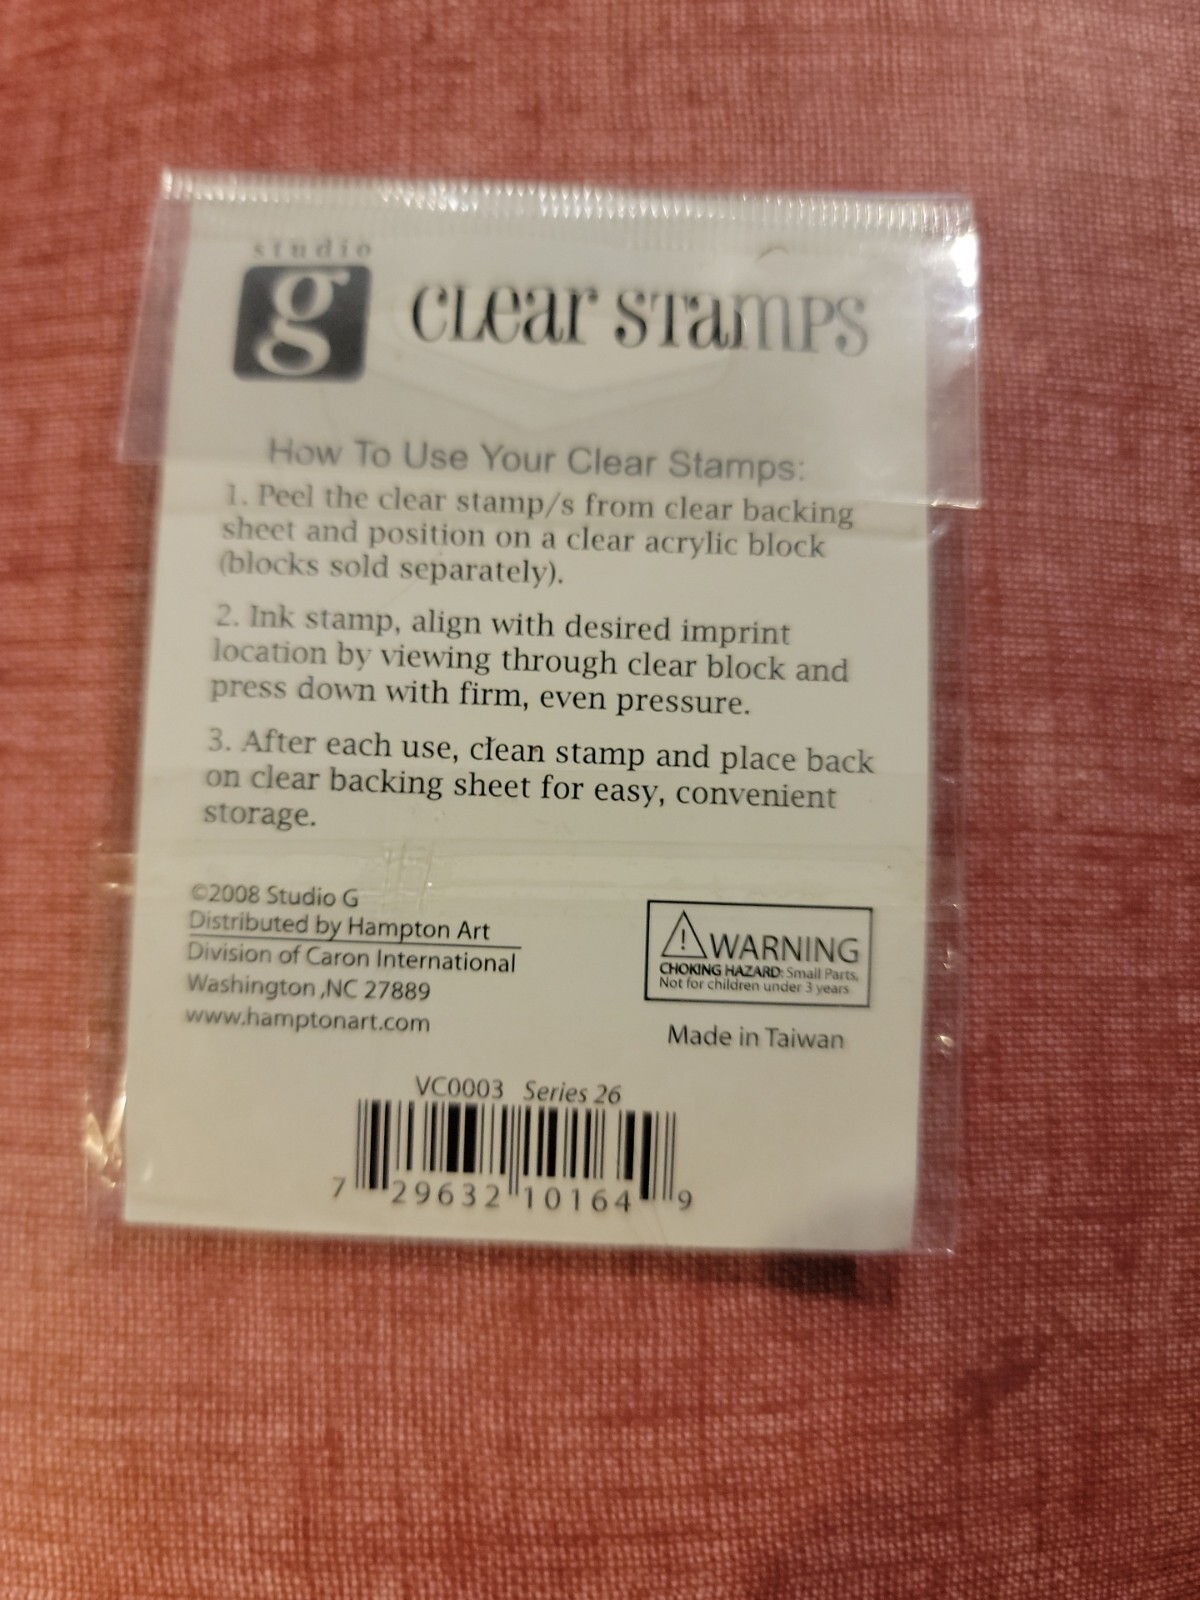 studio
g
CLear STamPS
How To Use Your Clear Stamps:
1. Peel the clear stamp/s from clear backing
sheet and position on a clear acrylic block
(blocks sold separately).
2. Ink stamp, align with desired imprint
location by viewing through clear block and
press down with firm, even pressure.
3. After each use, clean stamp and place back
on clear backing sheet for easy, convenient
storage.
©2008 Studio G
Distributed by Hampton Art
Division of Caron International
Washington ,NC 27889
www.hamptonart.com
WARNING
CHOKING HAZARD: Small Parts.
Not for children under 3 years.
Made in Taiwan
VC0003 Series 26
7 29632 10164 9